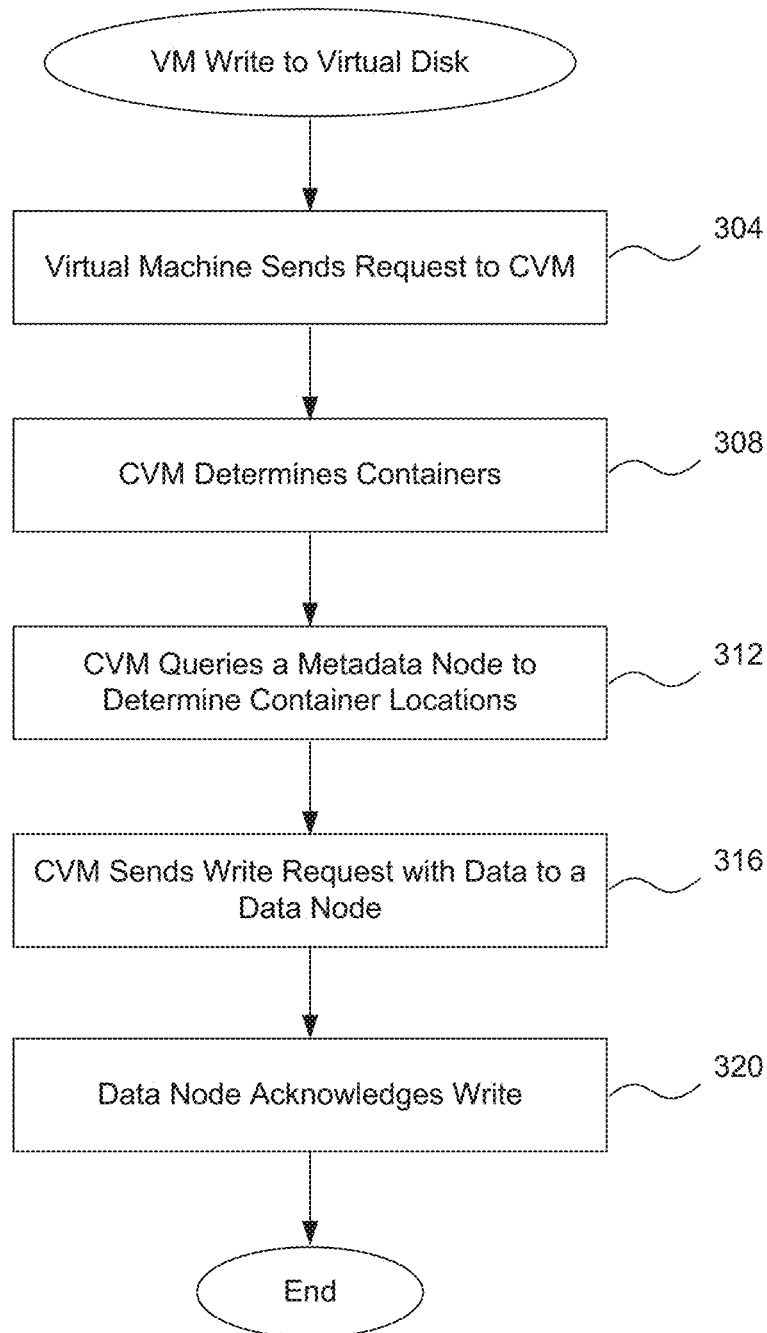 VM Write to Virtual Disk
304
Virtual Machine Sends Request to CVM
308
CVM Determines Containers
312
CVM Queries a Metadata Node to
Determine Container Locations
316
CVM Sends Write Request with Data to a
Data Node
320
Data Node Acknowledges Write
End